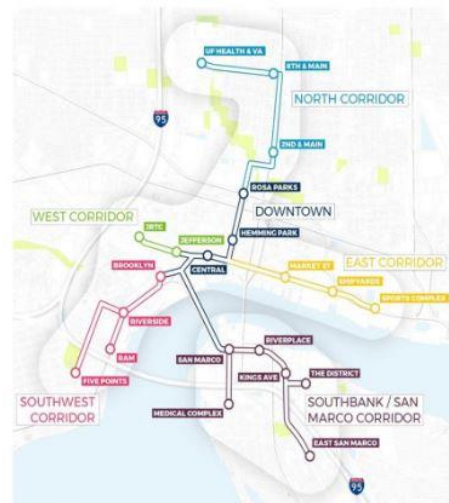 UF HEALTH & VA
8TH & MAIN
NORTH CORRIDOR
95
2ND & MAIN
ROSA PARKS
DOWNTOWN
WEST CORRIDOR
JRTC
JEFFERSON
HEMMING PARK
EAST CORRIDOR
BROOKLYN
CENTRAL
MARKET ST
SHIPYARDS
SPORTS COMPLEX
RIVERSIDE
RAM
FIVE POINTS
SOUTHWEST
CORRIDOR
RIVERPLACE
SAN MARCO
KINGS AVE
THE DISTRICT
MEDICAL COMPLEX
SOUTHBANK / SAN
MARCO CORRIDOR
EAST SAN MARCO
95